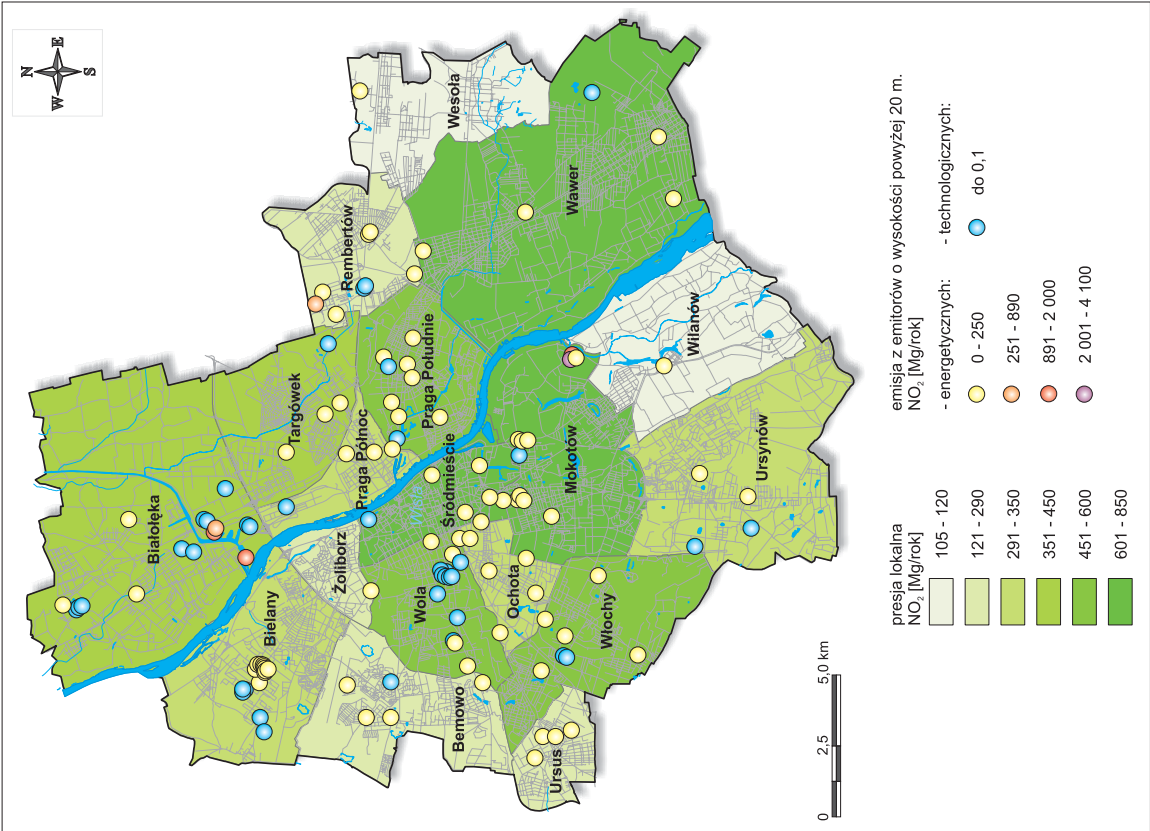 N
E
W
S
Wesoła
Rembertów
Wawer
Targówek
Praga Południe
Białołęka
Praga Północ
Wisła
Śródmieście
Wilanów
Żoliborz
Mokotów
Ursynów
Bielany
Wola
Ochota
Włochy
Bemowo
Ursus
0
2,5
5,0 km
presja lokalna
NO₂ [Mg/rok]
105 - 120
121 - 290
291 - 350
351 - 450
451 - 600
601 - 850
emisja z emitorów o wysokości powyżej 20 m.
NO₂ [Mg/rok]
- energetycznych:
0 - 250
251 - 890
891 - 2 000
2 001 - 4 100
- technologicznych:
do 0,1